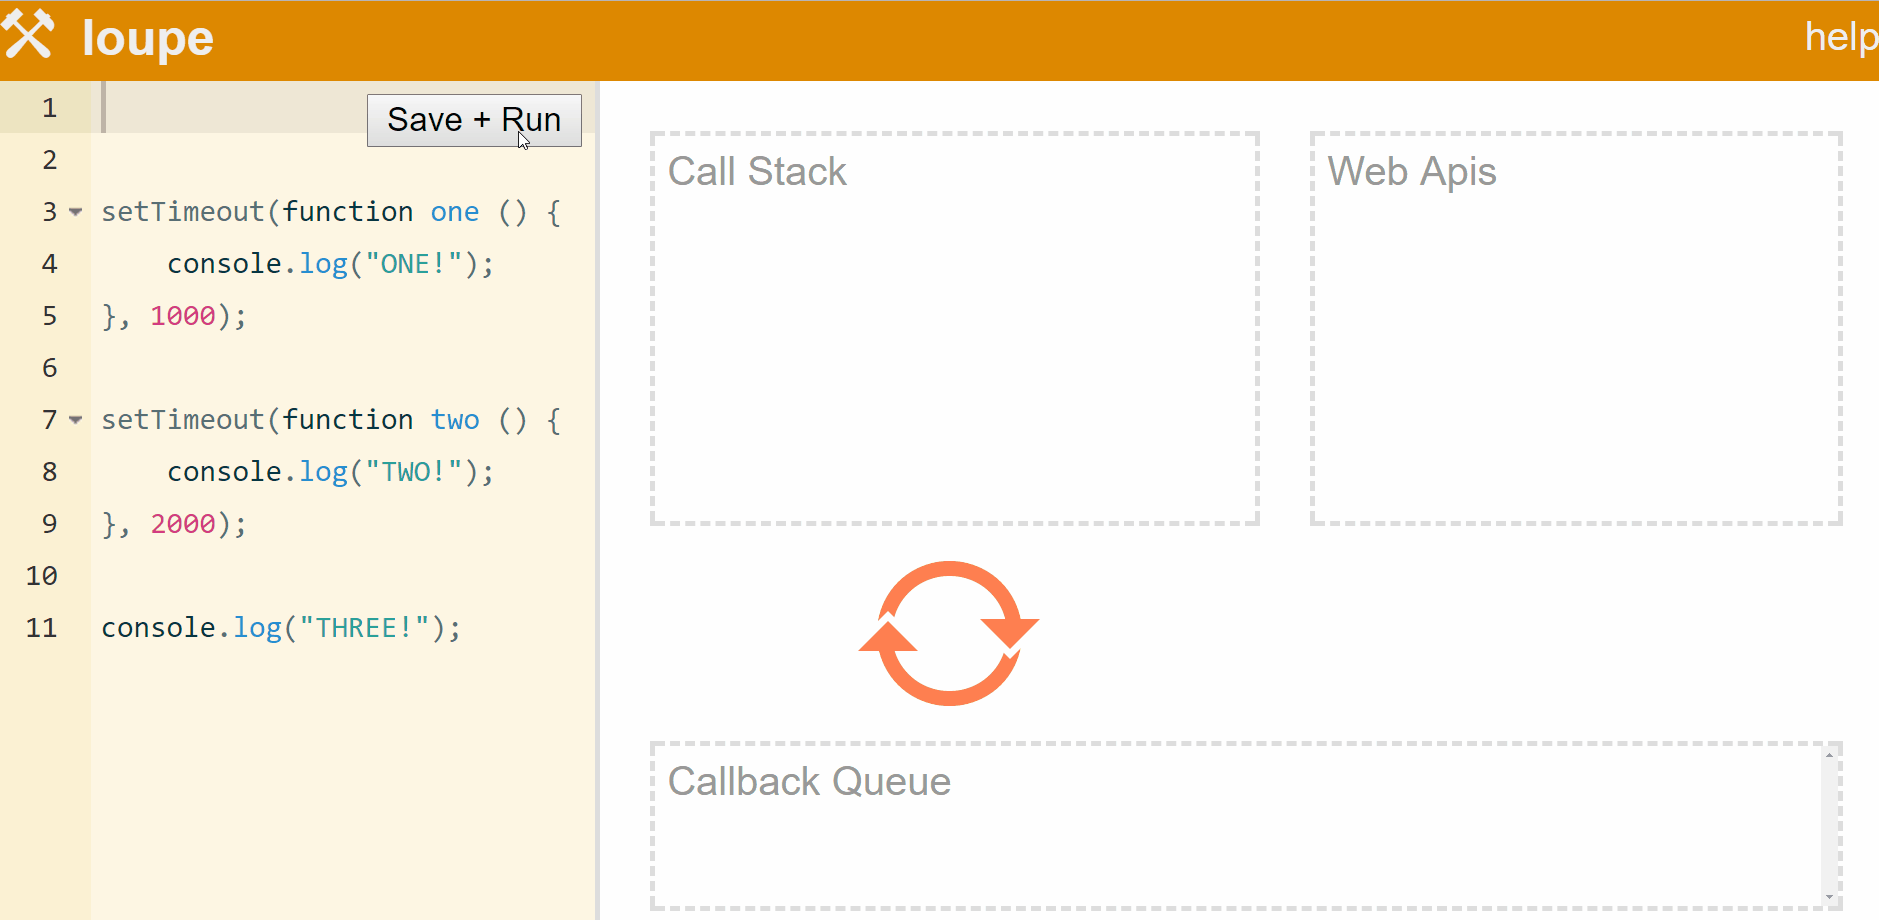 loupe
help
Save + Run
1
2
3 setTimeout(function one () {
4     console.log("ONE!");
5 }, 1000);
6
7 setTimeout(function two () {
8     console.log("TWO!");
9 }, 2000);
10
11 console.log("THREE!");
Call Stack
Web Apis
Callback Queue